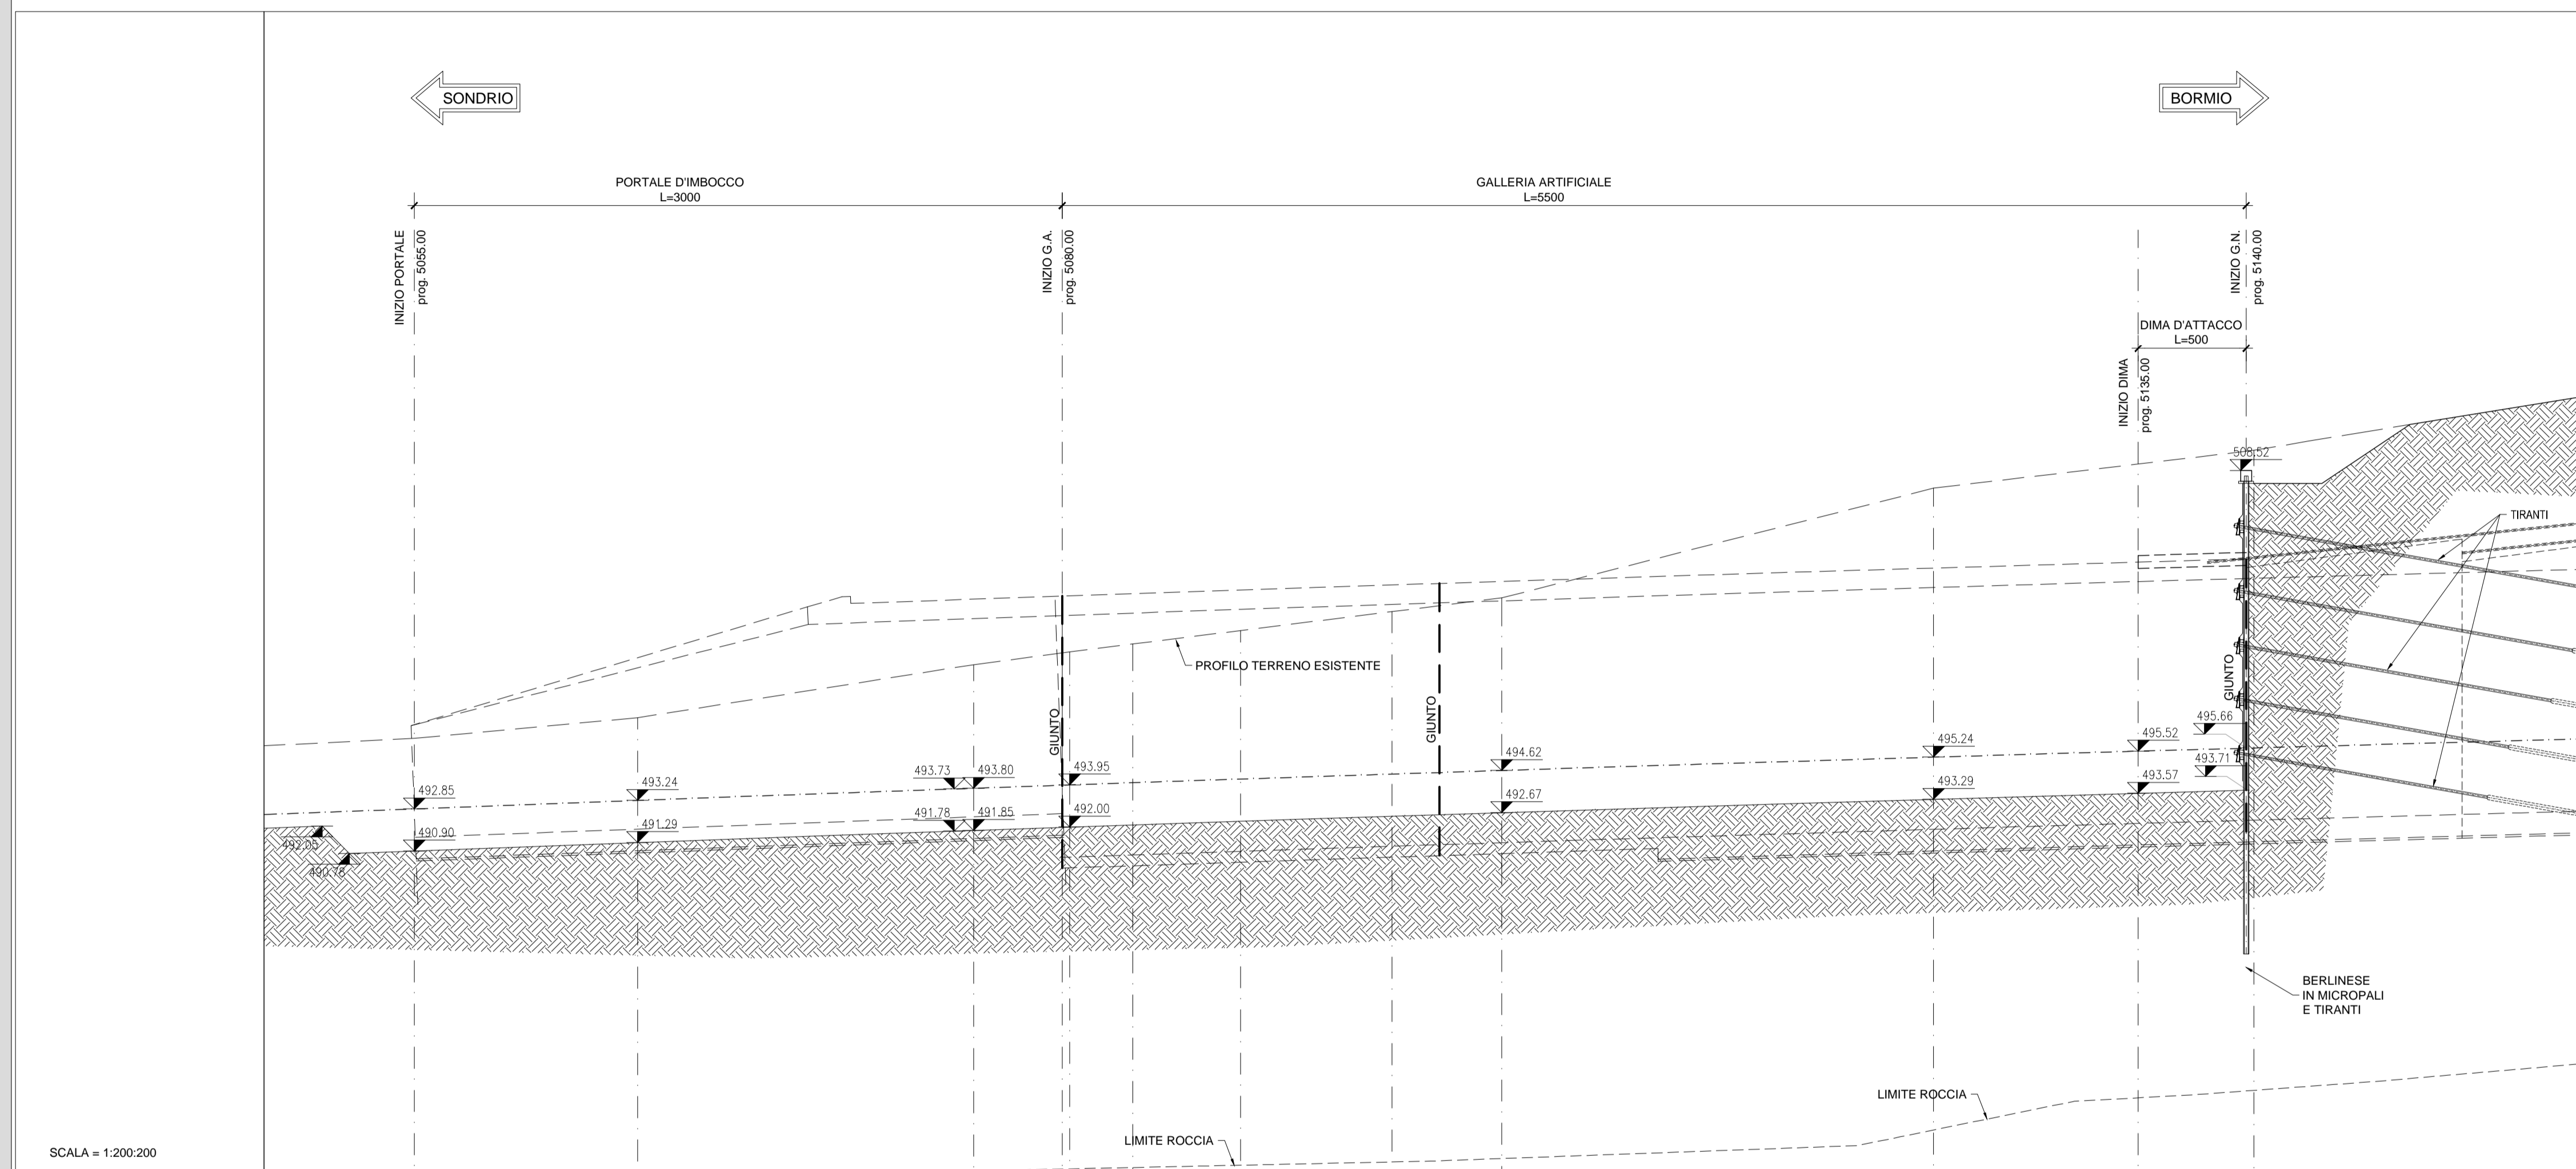 SONDRIO
BORMIO
PORTALE D'IMBOCCO
L=3000
GALLERIA ARTIFICIALE
L=5500
INIZIO PORTALE
prog. 5055.00
INIZIO G.A.
prog. 5080.00
INIZIO G.N.
prog. 5140.00
DIMA D'ATTACCO
L=500
INIZIO DIMA
prog. 5135.00
508.52
TIRANTI
PROFILO TERRENO ESISTENTE
GIUNTO
GIUNTO
GIUNTO
492.85
493.24
493.73
493.80
493.95
494.62
495.24
495.52
495.66
490.90
491.29
491.78
491.85
492.00
492.67
493.29
493.57
493.71
492.05
490.78
BERLINESE
IN MICROPALI
E TIRANTI
LIMITE ROCCIA
LIMITE ROCCIA
SCALA = 1:200:200